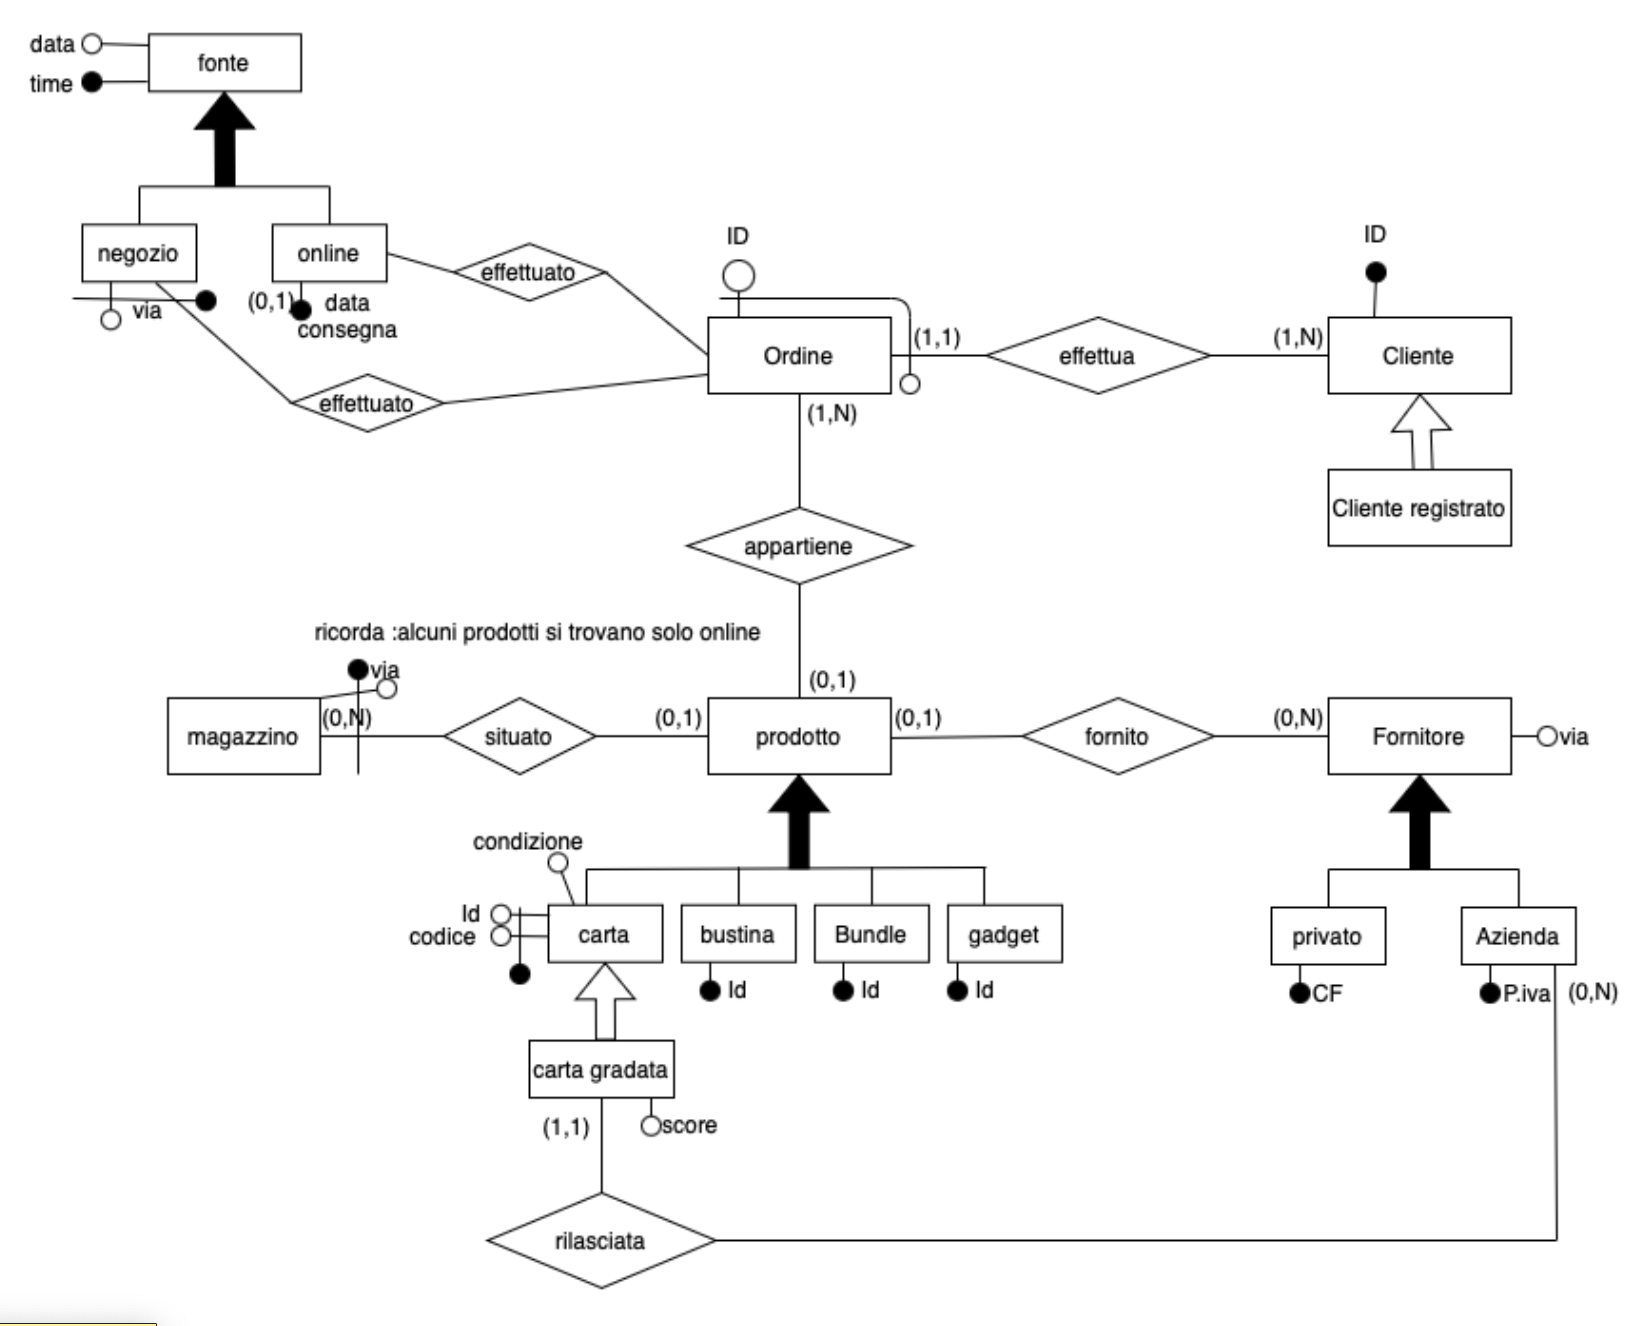 data
fonte
time
negozio
online
effettuato
ID
ID
via
(0,1)
data
consegna
Ordine
(1,1)
effettua
(1,N)
Cliente
effettuato
(1,N)
Cliente registrato
appartiene
ricorda :alcuni prodotti si trovano solo online
via
(0,1)
magazzino
(0,N)
situato
(0,1)
prodotto
(0,1)
fornito
(0,N)
Fornitore
via
condizione
Id
codice
carta
bustina
Bundle
gadget
privato
Azienda
Id
Id
Id
CF
P.iva
(0,N)
carta gradata
(1,1)
score
rilasciata